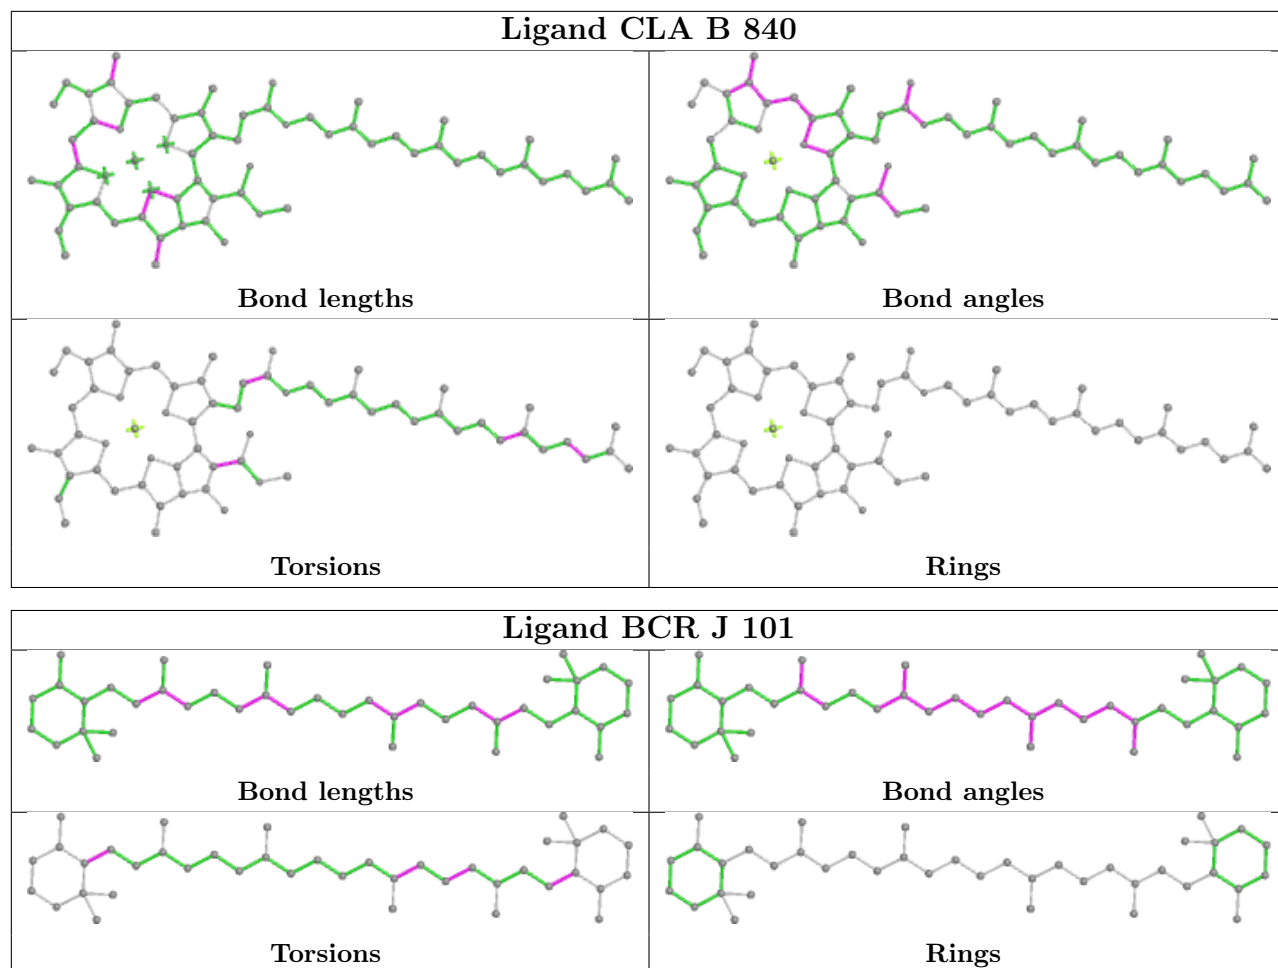 Ligand CLA B 840
Bond lengths
Bond angles
Torsions
Rings
Ligand BCR J 101
Bond lengths
Bond angles
Torsions
Rings